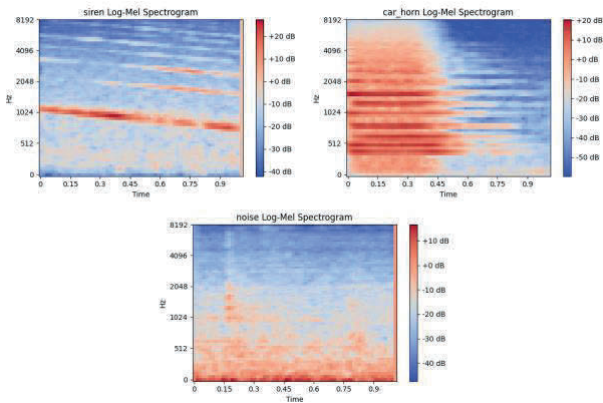 siren Log-Mel Spectrogram
8192
4096
2048
1024
512
0
Hz
0 0.15 0.3 0.45 0.6 0.75 0.9
Time
+20 dB
+10 dB
+0 dB
-10 dB
-20 dB
-30 dB
-40 dB
car_horn Log-Mel Spectrogram
8192
4096
2048
1024
512
0
Hz
0 0.15 0.3 0.45 0.6 0.75 0.9
Time
+20 dB
+10 dB
+0 dB
-10 dB
-20 dB
-30 dB
-40 dB
-50 dB
noise Log-Mel Spectrogram
8192
4096
2048
1024
512
0
Hz
0 0.15 0.3 0.45 0.6 0.75 0.9
Time
+10 dB
+0 dB
-10 dB
-20 dB
-30 dB
-40 dB